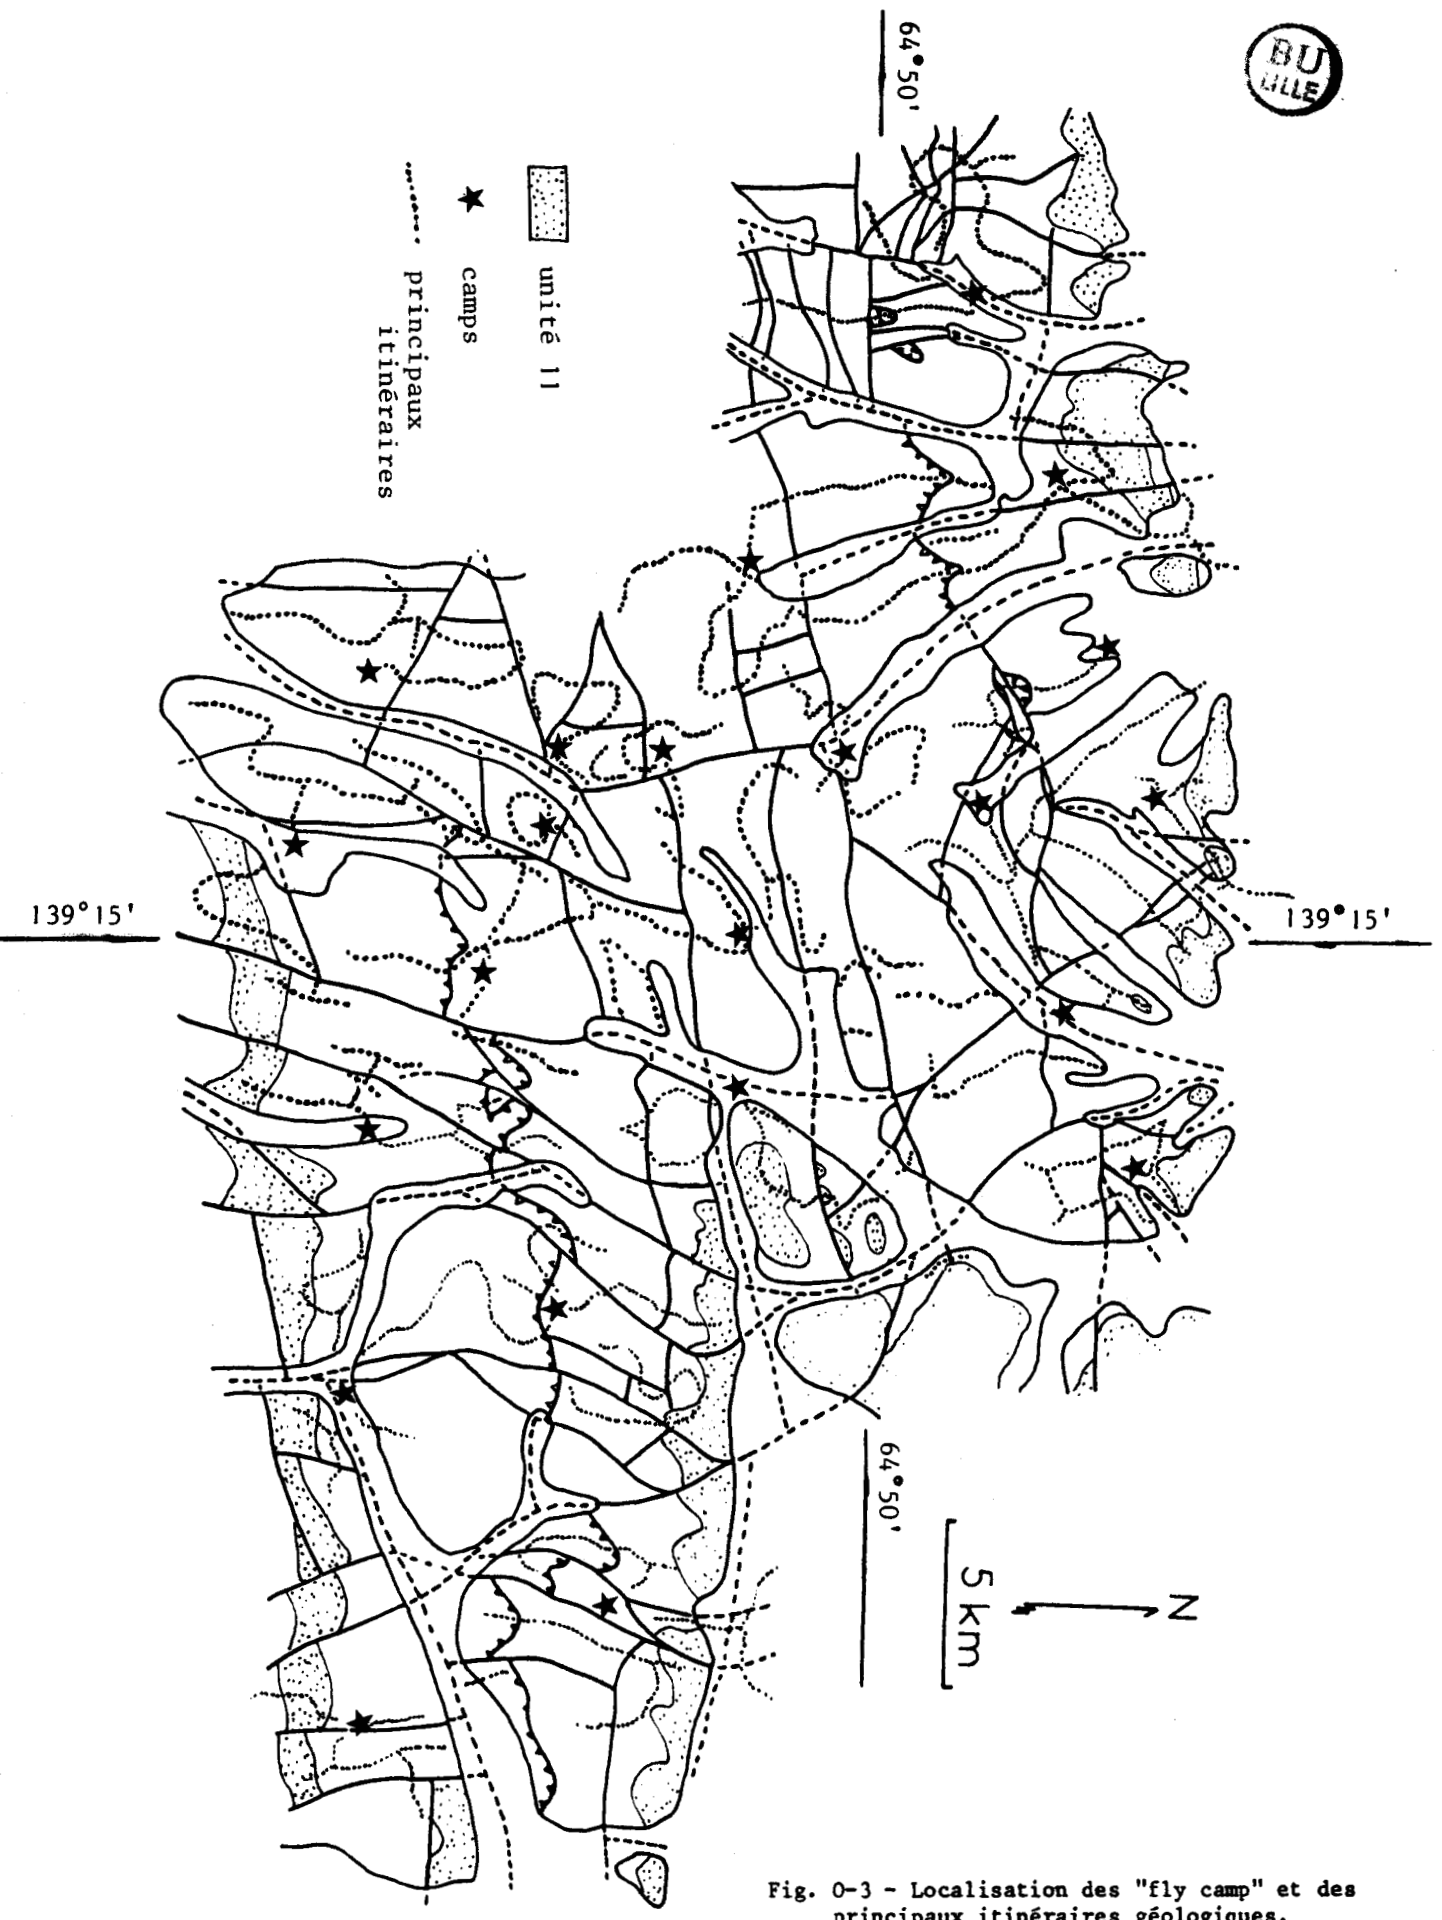 BU
LILLE
64°50'
unité 11
camps
principaux
itinéraires
139°15'
139°15'
64°50'
5 km
N
Fig. 0-3 - Localisation des "fly camp" et des
principaux itinéraires géologiques.